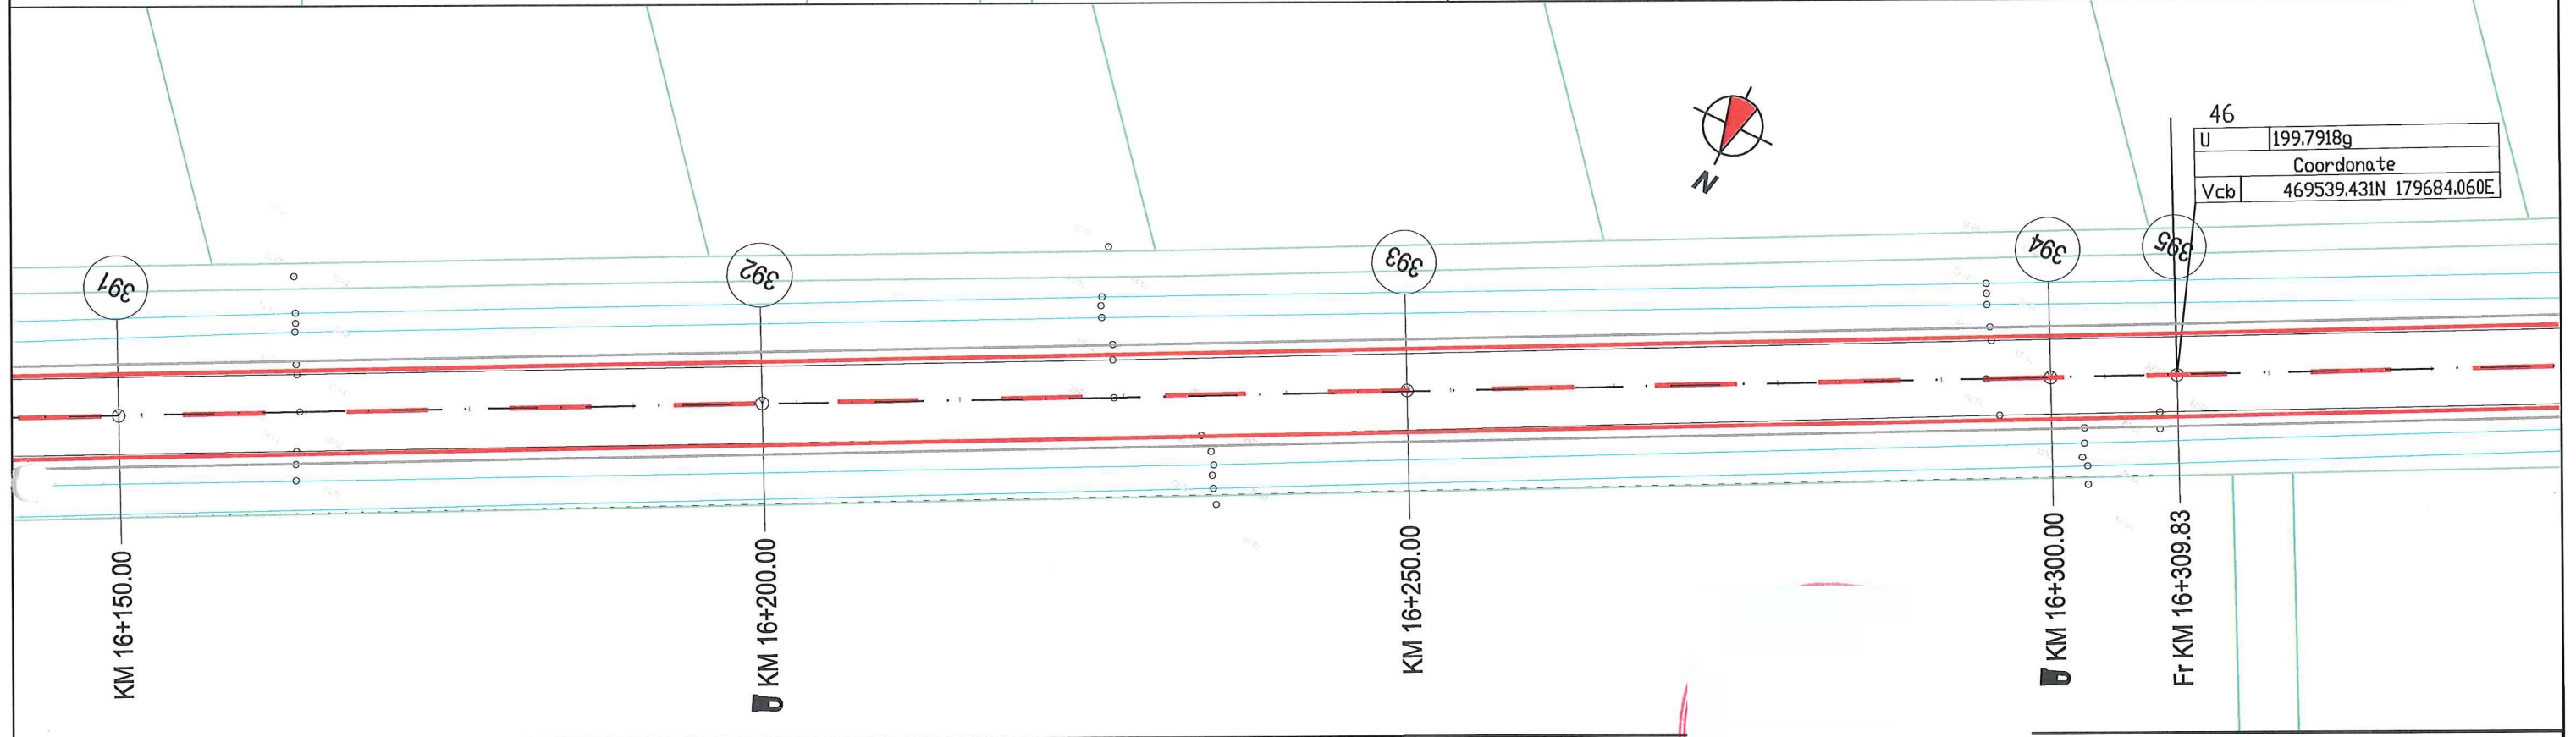 46
U 199.7918g
Coordonate
Vcb 469539.431N 179684.060E
N
391
392
393
394
395
KM 16+150.00
KM 16+200.00
KM 16+250.00
KM 16+300.00
Fr KM 16+309.83